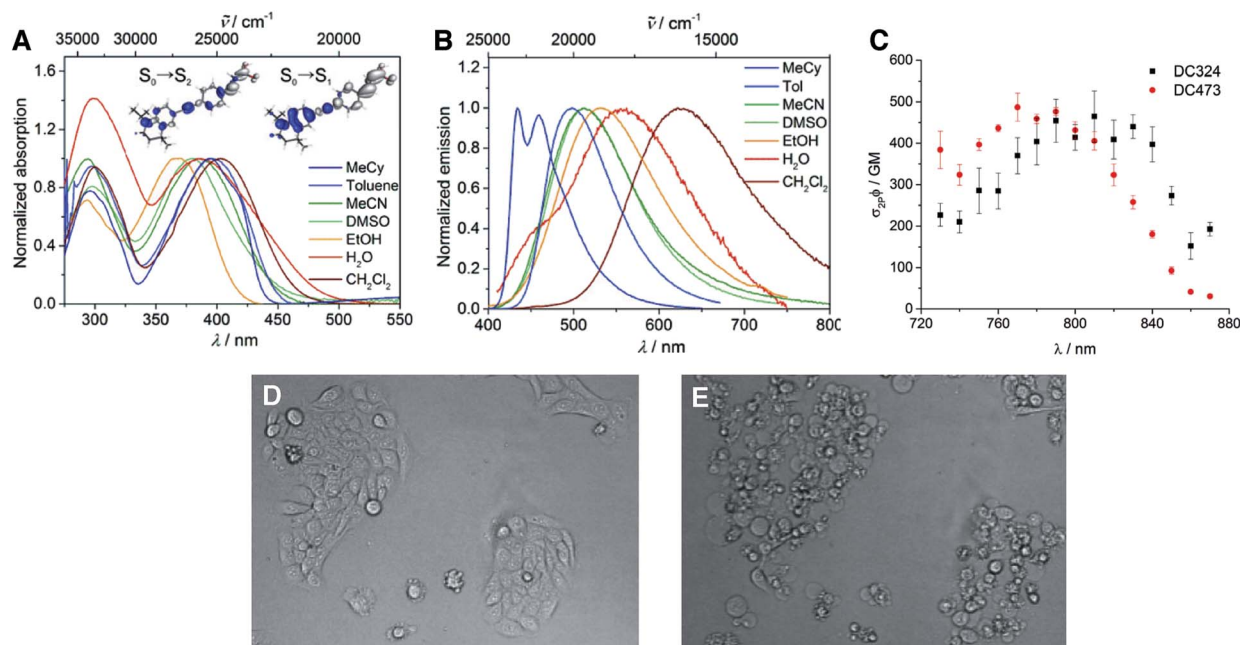 A
ν̃ / cm⁻¹
35000 30000 25000 20000
Normalized absorption
1.6
1.2
1.0
0.8
0.4
0.0
S₀→S₂
S₀→S₁
MeCy
Toluene
MeCN
DMSO
EtOH
H₂O
CH₂Cl₂
300 350 400 450 500 550
λ / nm
B
ν̃ / cm⁻¹
25000 20000 15000
Normalized emission
1.2
1.0
0.8
0.6
0.4
0.2
0.0
MeCy
Tol
MeCN
DMSO
EtOH
H₂O
CH₂Cl₂
400 500 600 700 800
λ / nm
C
σ₂ₚϕ / GM
600
500
400
300
200
100
0
DC324
DC473
720 760 800 840 880
λ / nm
D
E